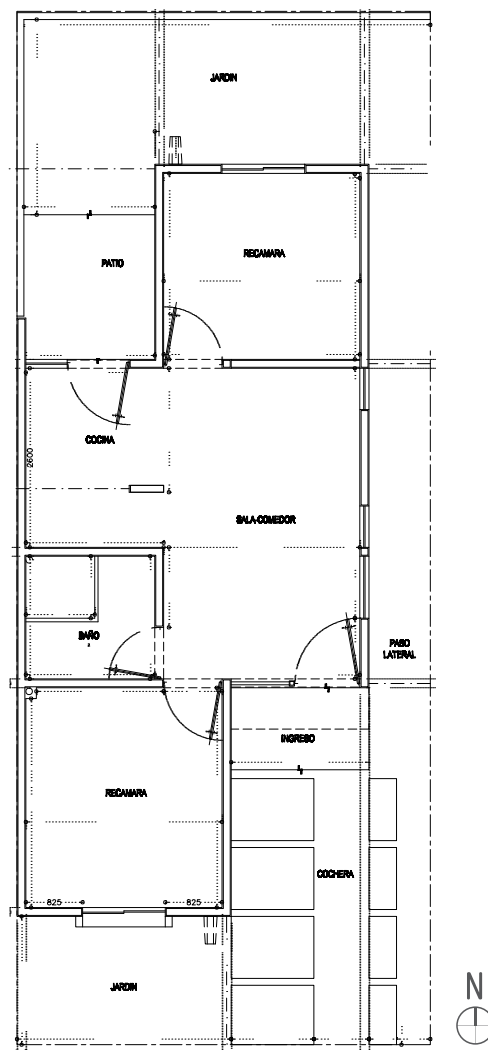 JARDIN
RECAMARA
PATIO
COCINA
2600
SALA-COMEDOR
BAÑO
PASO
LATERAL
INGRESO
RECAMARA
COCHERA
825
825
JARDIN
N